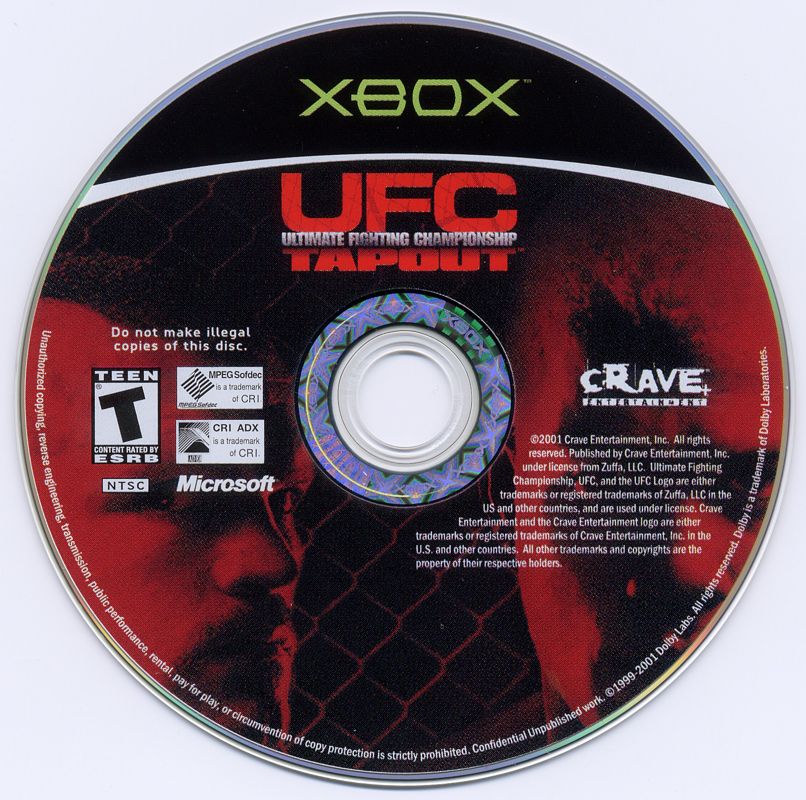 XBOX™
UFC
ULTIMATE FIGHTING CHAMPIONSHIP
TAPOUT™
XBOX
Do not make illegal
copies of this disc.
TEEN
T
®
CONTENT RATED BY
ESRB
MPEG Sofdec
is a trademark
of CRI.
MPEG Sofdec
CRI ADX
is a trademark
of CRI.
ADX
NTSC
Microsoft
CRAVE
ENTERTAINMENT
©2001 Crave Entertainment, Inc. All rights
reserved. Published by Crave Entertainment, Inc.
under license from Zuffa, LLC. Ultimate Fighting
Championship, UFC, and the UFC Logo are either
trademarks or registered trademarks of Zuffa, LLC in the
US and other countries, and are used under license. Crave
Entertainment and the Crave Entertainment logo are either
trademarks or registered trademarks of Crave Entertainment, Inc. in the
U.S. and other countries. All other trademarks and copyrights are the
property of their respective holders.
Unauthorized copying, reverse engineering, transmission, public performance, rental, pay for play, or circumvention of copy protection is strictly prohibited. Confidential Unpublished work. ©1999-2001 Dolby Labs. All rights reserved. Dolby is a trademark of Dolby Laboratories.